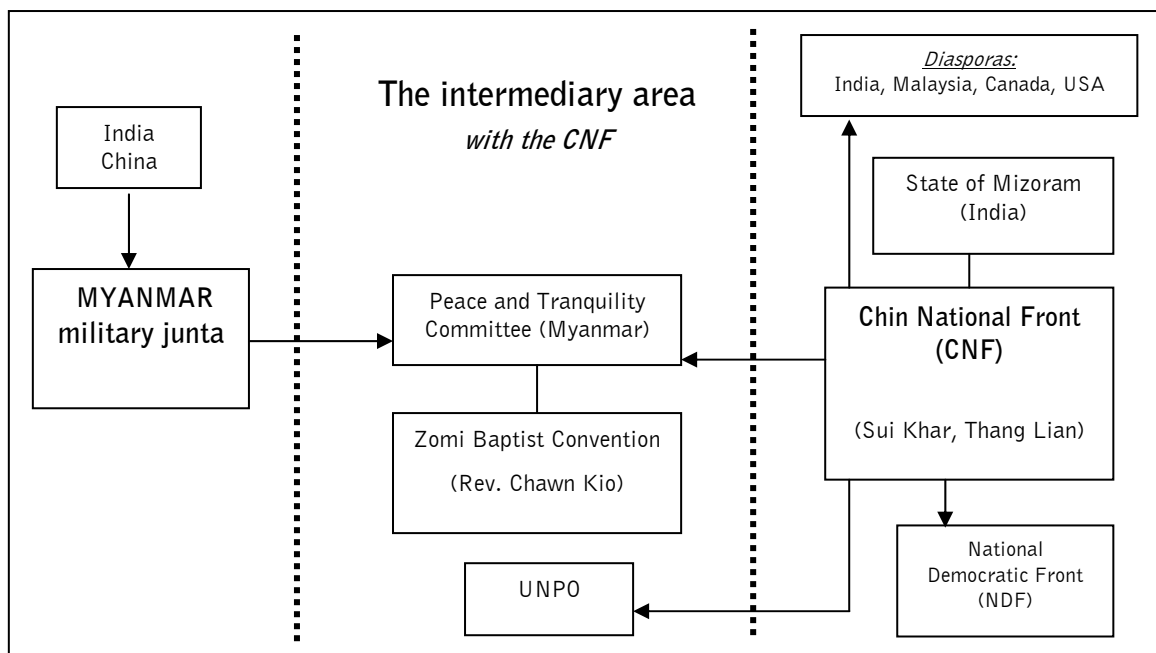 India
China
MYANMAR
military junta
The intermediary area
with the CNF
Peace and Tranquility
Committee (Myanmar)
Zomi Baptist Convention
(Rev. Chawn Kio)
UNPO
Diasporas:
India, Malaysia, Canada, USA
State of Mizoram
(India)
Chin National Front
(CNF)
(Sui Khar, Thang Lian)
National
Democratic Front
(NDF)